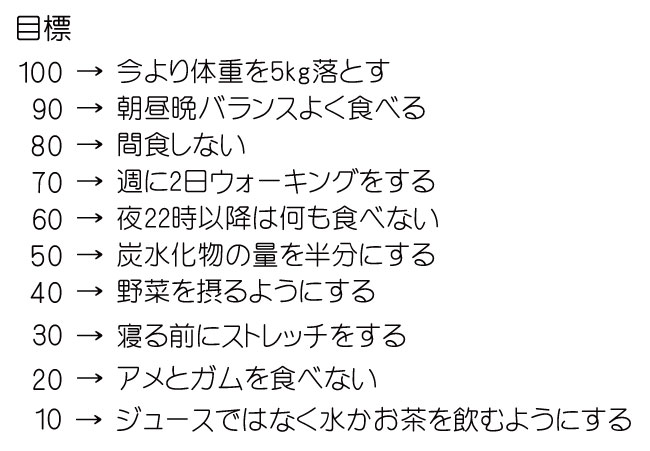 目標
100 → 今より体重を5kg落とす
90 → 朝昼晩バランスよく食べる
80 → 間食しない
70 → 週に2日ウォーキングをする
60 → 夜22時以降は何も食べない
50 → 炭水化物の量を半分にする
40 → 野菜を摂るようにする
30 → 寝る前にストレッチをする
20 → アメとガムを食べない
10 → ジュースではなく水かお茶を飲むようにする